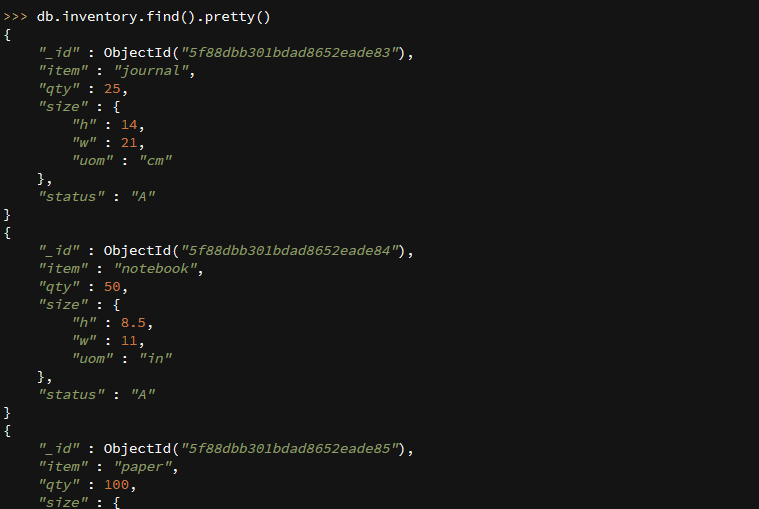 >>> db.inventory.find().pretty()
{
    "_id" : ObjectId("5f88dbb301bdad8652eade83"),
    "item" : "journal",
    "qty" : 25,
    "size" : {
        "h" : 14,
        "w" : 21,
        "uom" : "cm"
    },
    "status" : "A"
}
{
    "_id" : ObjectId("5f88dbb301bdad8652eade84"),
    "item" : "notebook",
    "qty" : 50,
    "size" : {
        "h" : 8.5,
        "w" : 11,
        "uom" : "in"
    },
    "status" : "A"
}
{
    "_id" : ObjectId("5f88dbb301bdad8652eade85"),
    "item" : "paper",
    "qty" : 100,
    "size" : {